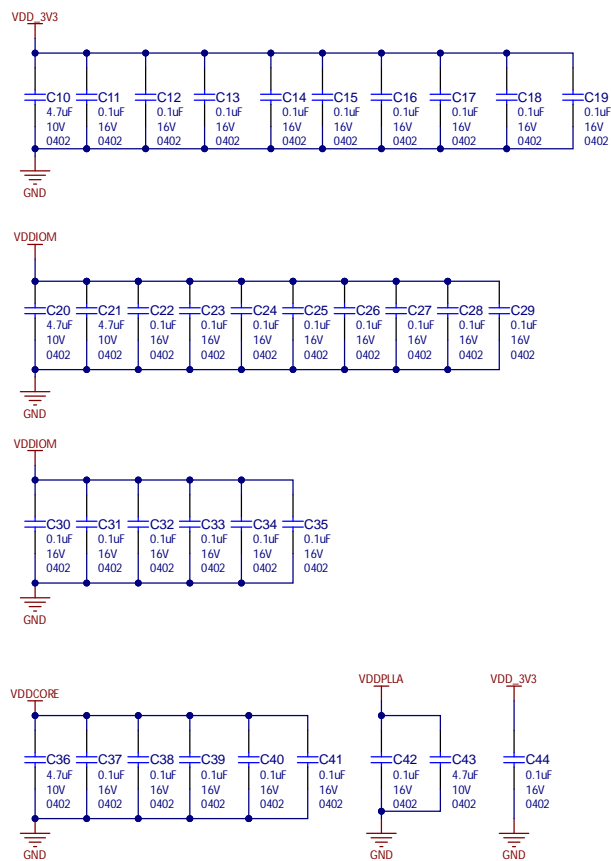 VDD_3V3
C10 C11 C12 C13 C14 C15 C16 C17 C18 C19
4.7uF 0.1uF 0.1uF 0.1uF 0.1uF 0.1uF 0.1uF 0.1uF 0.1uF 0.1uF
10V 16V 16V 16V 16V 16V 16V 16V 16V 16V
0402 0402 0402 0402 0402 0402 0402 0402 0402 0402
GND
VDDIOM
C20 C21 C22 C23 C24 C25 C26 C27 C28 C29
4.7uF 4.7uF 0.1uF 0.1uF 0.1uF 0.1uF 0.1uF 0.1uF 0.1uF 0.1uF
10V 10V 16V 16V 16V 16V 16V 16V 16V 16V
0402 0402 0402 0402 0402 0402 0402 0402 0402 0402
GND
VDDIOM
C30 C31 C32 C33 C34 C35
0.1uF 0.1uF 0.1uF 0.1uF 0.1uF 0.1uF
16V 16V 16V 16V 16V 16V
0402 0402 0402 0402 0402 0402
GND
VDDCORE VDDPLLA VDD_3V3
C36 C37 C38 C39 C40 C41 C42 C43 C44
4.7uF 0.1uF 0.1uF 0.1uF 0.1uF 0.1uF 0.1uF 4.7uF 0.1uF
10V 16V 16V 16V 16V 16V 16V 10V 16V
0402 0402 0402 0402 0402 0402 0402 0402 0402
GND GND GND